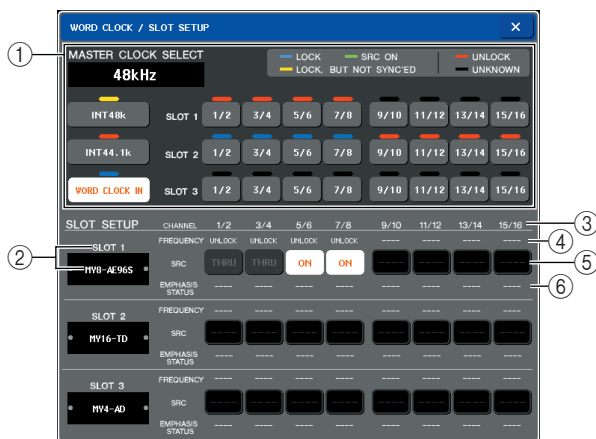 WORD CLOCK / SLOT SETUP ×
① MASTER CLOCK SELECT
48kHz
LOCK SRC ON UNLOCK
LOCK, BUT NOT SYNC'ED UNKNOWN
INT48k SLOT 1 1/2 3/4 5/6 7/8 9/10 11/12 13/14 15/16
INT44.1k SLOT 2 1/2 3/4 5/6 7/8 9/10 11/12 13/14 15/16
WORD CLOCK IN SLOT 3 1/2 3/4 5/6 7/8 9/10 11/12 13/14 15/16
SLOT SETUP CHANNEL 1/2 3/4 5/6 7/8 9/10 11/12 13/14 15/16 ③
FREQUENCY UNLOCK UNLOCK UNLOCK UNLOCK ---- ---- ---- ---- ④
② SLOT 1
MY8-AE96S SRC THRU THRU ON ON ---- ---- ---- ---- ⑤
EMPHASIS STATUS ---- ---- ---- ---- ---- ---- ---- ---- ⑥
FREQUENCY ---- ---- ---- ---- ---- ---- ---- ----
SLOT 2
MY16-TD SRC ---- ---- ---- ---- ---- ---- ---- ----
EMPHASIS STATUS ---- ---- ---- ---- ---- ---- ---- ----
FREQUENCY ---- ---- ---- ---- ---- ---- ---- ----
SLOT 3
MY4-AD SRC ---- ---- ---- ---- ---- ---- ---- ----
EMPHASIS STATUS ---- ---- ---- ---- ---- ---- ---- ----